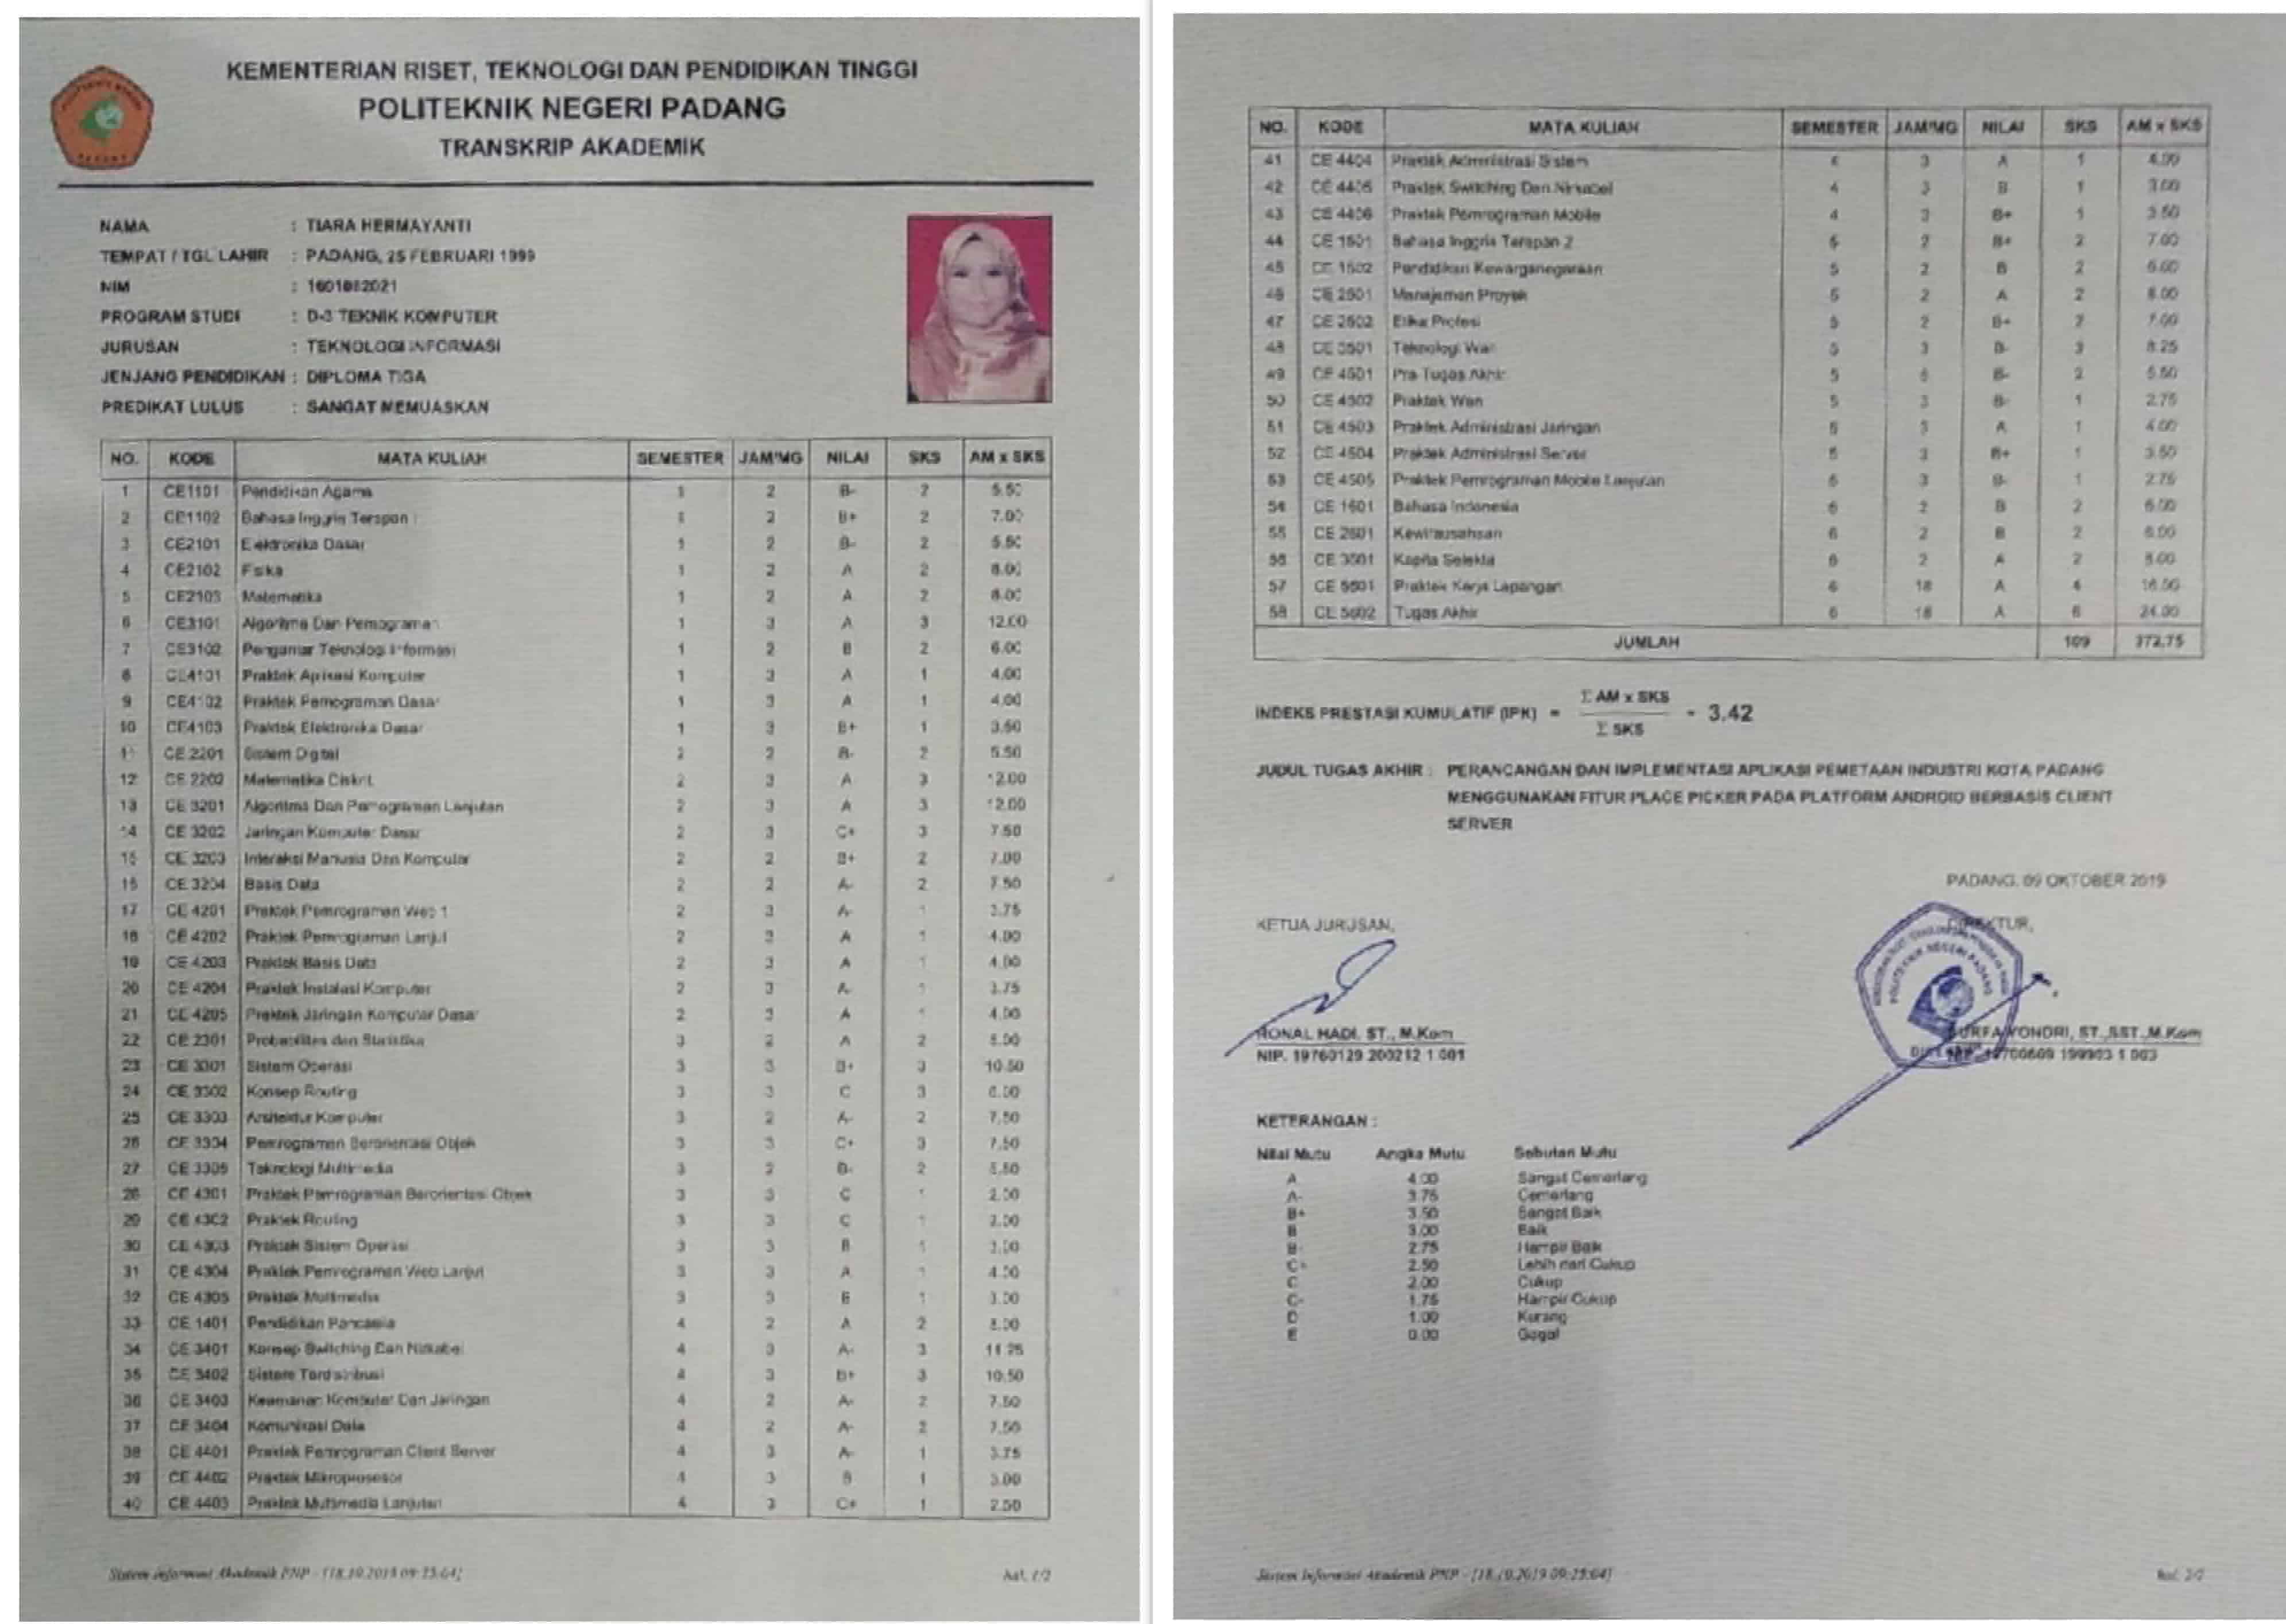 KEMENTERIAN RISET, TEKNOLOGI DAN PENDIDIKAN TINGGI
POLITEKNIK NEGERI PADANG
TRANSKRIP AKADEMIK
NAMA : TIARA HERMAYANTI
TEMPAT / TGL LAHIR : PADANG, 25 FEBRUARI 1999
NIM : 1601082021
PROGRAM STUDI : D-3 TEKNIK KOMPUTER
JURUSAN : TEKNOLOGI INFORMASI
JENJANG PENDIDIKAN : DIPLOMA TIGA
PREDIKAT LULUS : SANGAT MEMUASKAN
NO. KODE MATA KULIAH SEMESTER JAM/MG NILAI SKS AM x SKS
1 CE1101 Pendidikan Agama 1 2 B- 2 5.50
2 CE1102 Bahasa Inggris Terapan 1 2 B+ 2 7.00
3 CE2101 Elektronika Dasar 1 2 B- 2 5.50
4 CE2102 Fisika 1 2 A 2 8.00
5 CE2103 Matematika 1 2 A 2 8.00
6 CE3101 Algoritma Dan Pemograman 1 3 A 3 12.00
7 CE3102 Pengantar Teknologi Informasi 1 2 B 2 6.00
8 CE4101 Praktek Aplikasi Komputer 1 3 A 1 4.00
9 CE4102 Praktek Pemograman Dasar 1 3 A 1 4.00
10 CE4103 Praktek Elektronika Dasar 1 3 B+ 1 3.50
11 CE 2201 Sistem Digital 2 2 B- 2 5.50
12 CE 2202 Matematika Diskrit 2 3 A 3 12.00
13 CE 3201 Algoritma Dan Pemograman Lanjutan 2 3 A 3 12.00
14 CE 3202 Jaringan Komputer Dasar 2 3 C+ 3 7.50
15 CE 3203 Interaksi Manusia Dan Komputer 2 2 B+ 2 7.00
16 CE 3204 Basis Data 2 2 A- 2 7.50
17 CE 4201 Praktek Pemrograman Web 1 2 3 A- 1 3.75
18 CE 4202 Praktek Pemrograman Lanjut 2 3 A 1 4.00
19 CE 4203 Praktek Basis Data 2 3 A 1 4.00
20 CE 4204 Praktek Instalasi Komputer 2 3 A- 1 3.75
21 CE 4205 Praktek Jaringan Komputer Dasar 2 3 A 1 4.00
22 CE 2301 Probabilitas dan Statistika 3 2 A 2 8.00
23 CE 3301 Sistem Operasi 3 3 B+ 3 10.50
24 CE 3302 Konsep Routing 3 3 C 3 6.00
25 CE 3303 Arsitektur Komputer 3 2 A- 2 7.50
26 CE 3304 Pemrograman Berorientasi Objek 3 3 C+ 3 7.50
27 CE 3305 Teknologi Multimedia 3 2 B- 2 5.50
28 CE 4301 Praktek Pemrograman Berorientasi Objek 3 3 C 1 2.00
29 CE 4302 Praktek Routing 3 3 C 1 2.00
30 CE 4303 Praktek Sistem Operasi 3 3 B 1 3.00
31 CE 4304 Praktek Pemrograman Web Lanjut 3 3 A 1 4.00
32 CE 4305 Praktek Multimedia 3 3 B 1 3.00
33 CE 1401 Pendidikan Pancasila 4 2 A 2 8.00
34 CE 3401 Konsep Switching Dan Nirkabel 4 3 A- 3 11.25
35 CE 3402 Sistem Terdistribusi 4 3 B+ 3 10.50
36 CE 3403 Keamanan Komputer Dan Jaringan 4 2 A- 2 7.50
37 CE 3404 Komunikasi Data 4 2 A- 2 7.50
38 CE 4401 Praktek Pemrograman Client Server 4 3 A- 1 3.75
39 CE 4402 Praktek Mikroprosesor 4 3 B 1 3.00
40 CE 4403 Praktek Multimedia Lanjutan 4 3 C+ 1 2.50
Sistem Informasi Akademik PNP - [18.10.2019 09:25:04]
Hal. 1/2
NO. KODE MATA KULIAH SEMESTER JAM/MG NILAI SKS AM x SKS
41 CE 4404 Praktek Administrasi Sistem 4 3 A 1 4.00
42 CE 4405 Praktek Switching Dan Nirkabel 4 3 B 1 3.00
43 CE 4406 Praktek Pemrograman Mobile 4 3 B+ 1 3.50
44 CE 1501 Bahasa Inggris Terapan 2 5 2 B+ 2 7.00
45 CE 1502 Pendidikan Kewarganegaraan 5 2 B 2 6.00
46 CE 2501 Manajemen Proyek 5 2 A 2 8.00
47 CE 2502 Etika Profesi 5 2 B+ 2 7.00
48 CE 3501 Teknologi Wan 5 3 B- 3 8.25
49 CE 4501 Pra Tugas Akhir 5 6 B- 2 5.50
50 CE 4502 Praktek Wan 5 3 B- 1 2.75
51 CE 4503 Praktek Administrasi Jaringan 5 3 A 1 4.00
52 CE 4504 Praktek Administrasi Server 5 3 B+ 1 3.50
53 CE 4505 Praktek Pemrograman Mobile Lanjutan 5 3 B- 1 2.75
54 CE 1601 Bahasa Indonesia 6 2 B 2 6.00
55 CE 2601 Kewirausahaan 6 2 B 2 6.00
56 CE 3601 Kapita Selekta 6 2 A 2 8.00
57 CE 5601 Praktek Kerja Lapangan 6 18 A 4 16.00
58 CE 5602 Tugas Akhir 6 18 A 6 24.00
JUMLAH 109 372.75
INDEKS PRESTASI KUMULATIF (IPK) = Σ AM x SKS / Σ SKS = 3.42
JUDUL TUGAS AKHIR : PERANCANGAN DAN IMPLEMENTASI APLIKASI PEMETAAN INDUSTRI KOTA PADANG
MENGGUNAKAN FITUR PLACE PICKER PADA PLATFORM ANDROID BERBASIS CLIENT
SERVER
PADANG, 09 OKTOBER 2019
KETUA JURUSAN,
DIREKTUR,
POLITEKNIK NEGERI PADANG
RONAL HADI, ST., M.Kom
NIP. 19760129 200212 1 001
YONDRI, ST.,SST.,M.Kom
199903 1 003
KETERANGAN :
Nilai Mutu Angka Mutu Sebutan Mutu
A 4.00 Sangat Cemerlang
A- 3.75 Cemerlang
B+ 3.50 Sangat Baik
B 3.00 Baik
B- 2.75 Hampir Baik
C+ 2.50 Lebih dari Cukup
C 2.00 Cukup
C- 1.75 Hampir Cukup
D 1.00 Kurang
E 0.00 Gagal
Sistem Informasi Akademik PNP - [18.10.2019 09:25:04]
Hal. 2/2